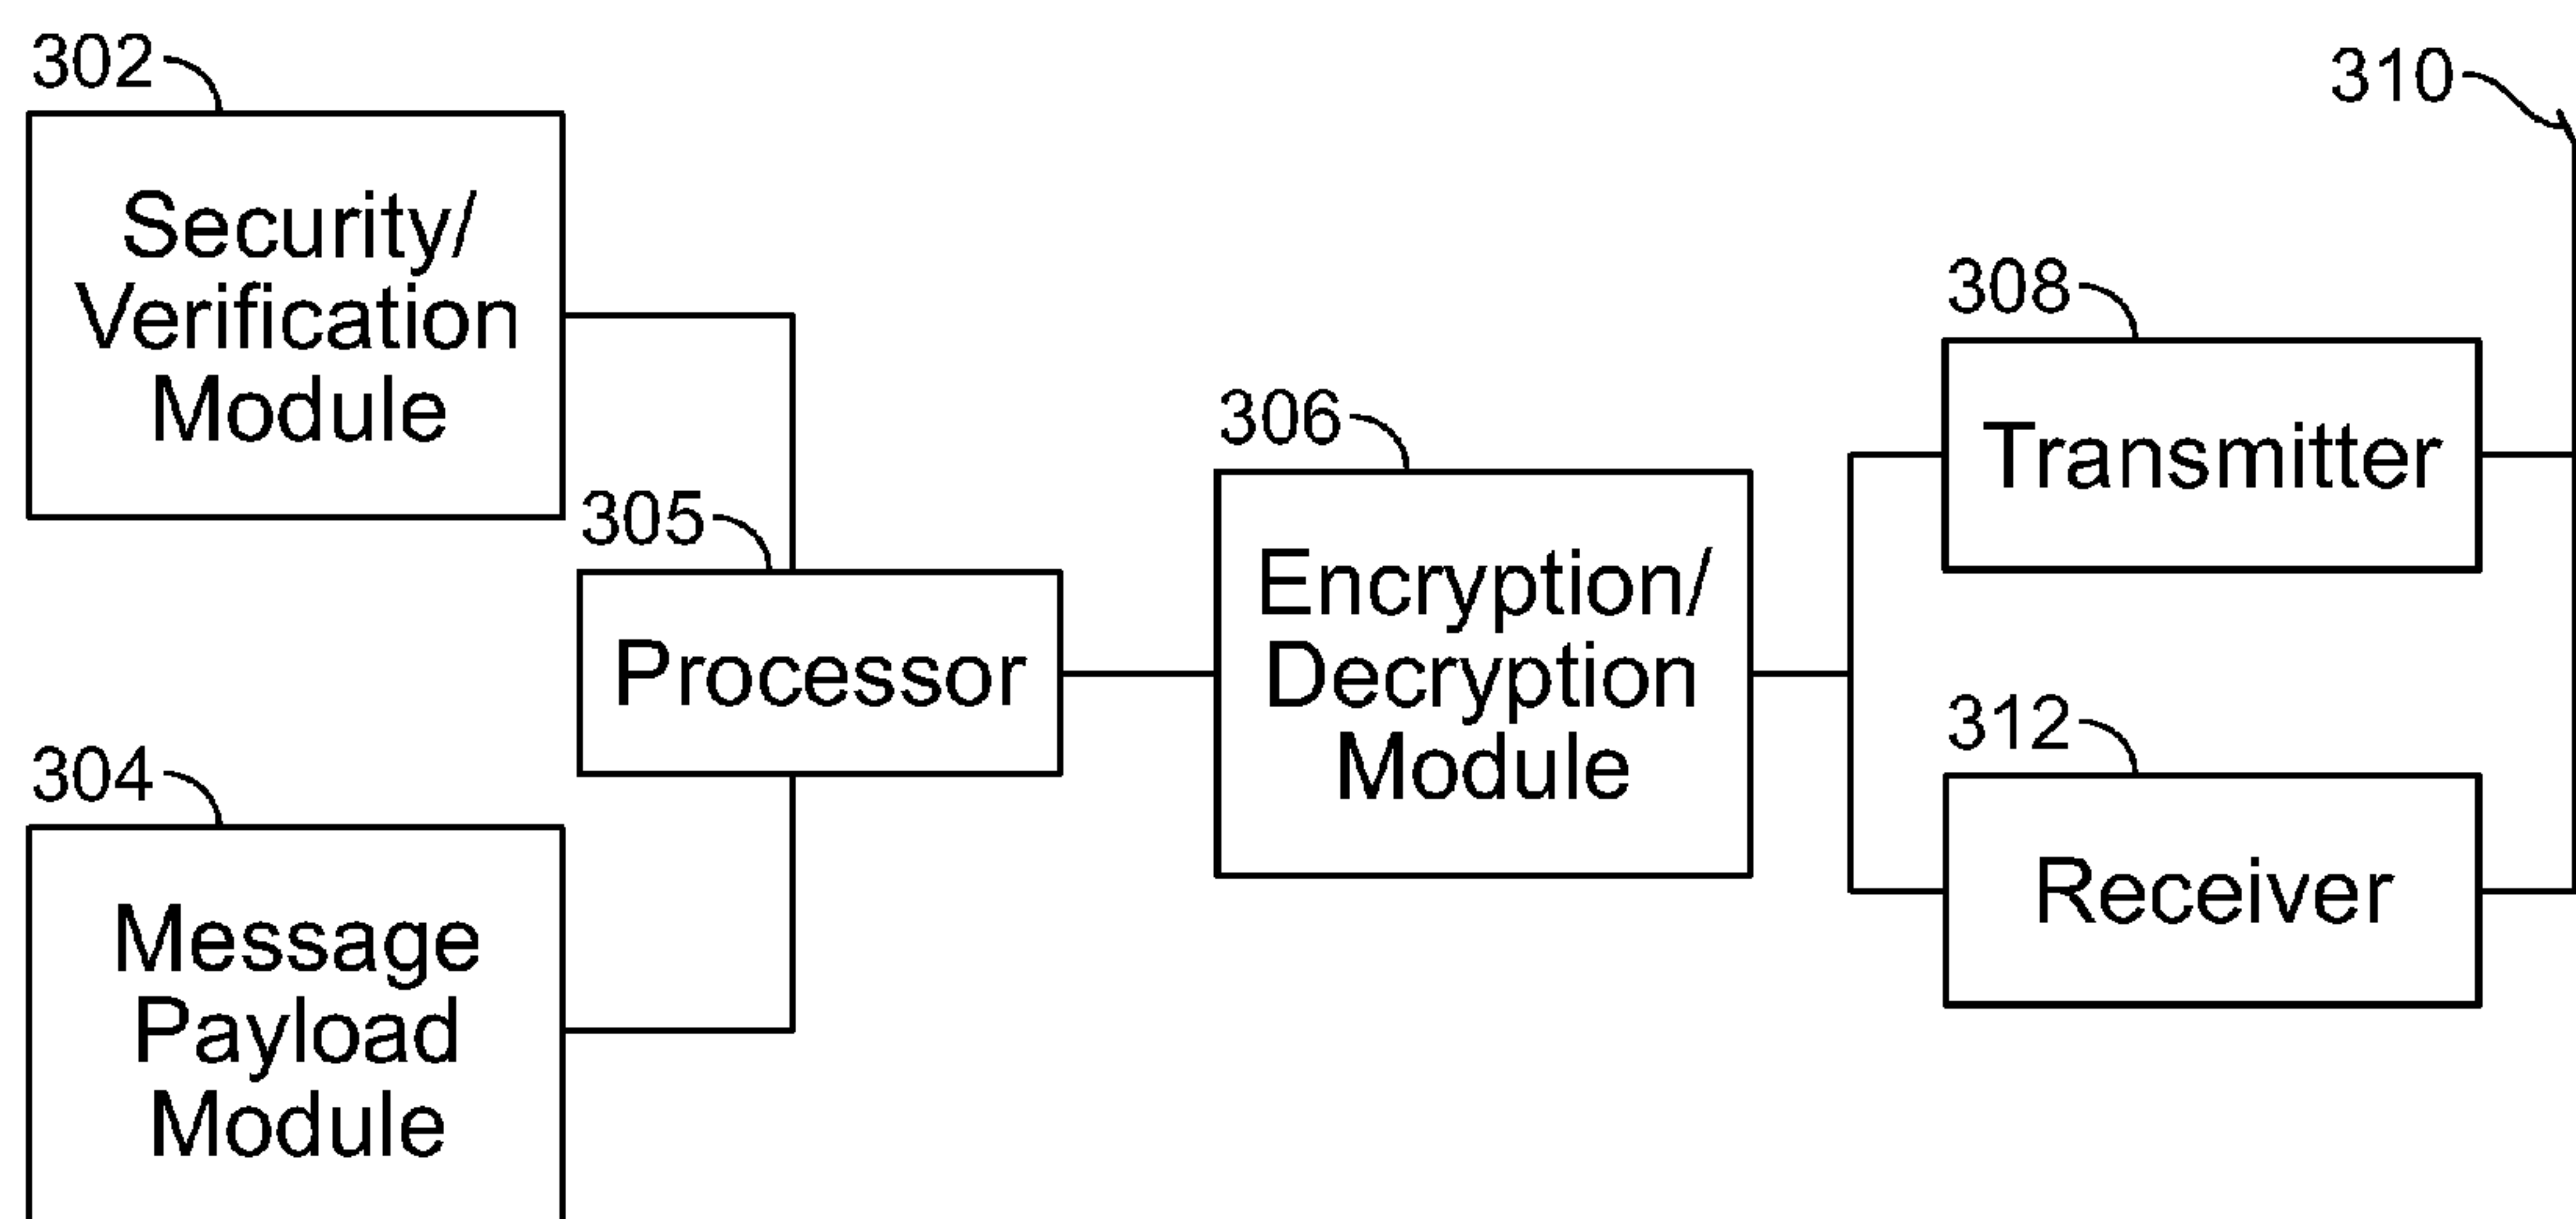 302
Security/
Verification
Module
304
Message
Payload
Module
305
Processor
306
Encryption/
Decryption
Module
308
Transmitter
310
312
Receiver